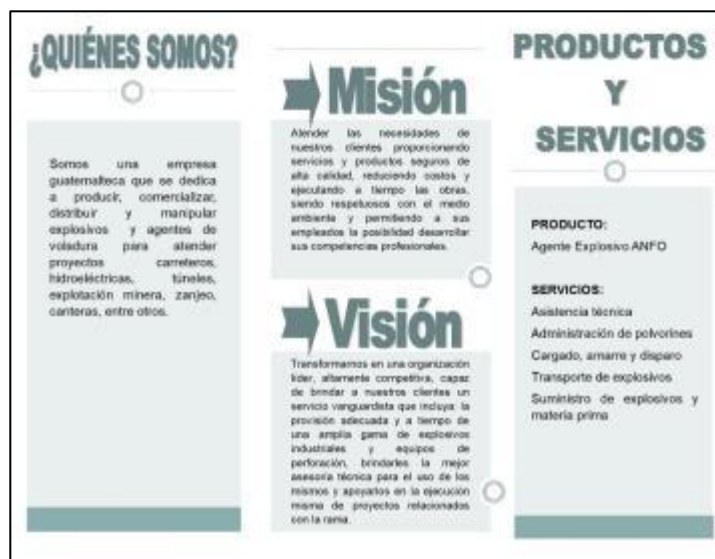 ¿QUIÉNES SOMOS?
Somos una empresa
guatemalteca que se dedica
a producir, comercializar,
distribuir y manipular
explosivos y agentes de
voladura para atender
proyectos carreteros,
hidroeléctricas, túneles,
explotación minera, zanjeo,
canteras, entre otros.
Misión
Atender las necesidades de
nuestros clientes proporcionando
servicios y productos seguros de
alta calidad, reduciendo costos y
ejecutando a tiempo las obras,
siendo respetuosos con el medio
ambiente y permitiendo a sus
empleados la posibilidad desarrollar
sus competencias profesionales.
Visión
Transformarnos en una organización
líder, altamente competitiva, capaz
de brindar a nuestros clientes un
servicio vanguardista que incluya: la
provisión adecuada y a tiempo de
una amplia gama de explosivos
industriales y equipos de
perforación, brindarles la mejor
asesoría técnica para el uso de los
mismos y apoyarlos en la ejecución
misma de proyectos relacionados
con la rama.
PRODUCTOS
Y
SERVICIOS
PRODUCTO:
Agente Explosivo ANFO
SERVICIOS:
Asistencia técnica
Administración de polvorines
Cargado, amarre y disparo
Transporte de explosivos
Suministro de explosivos y
materia prima